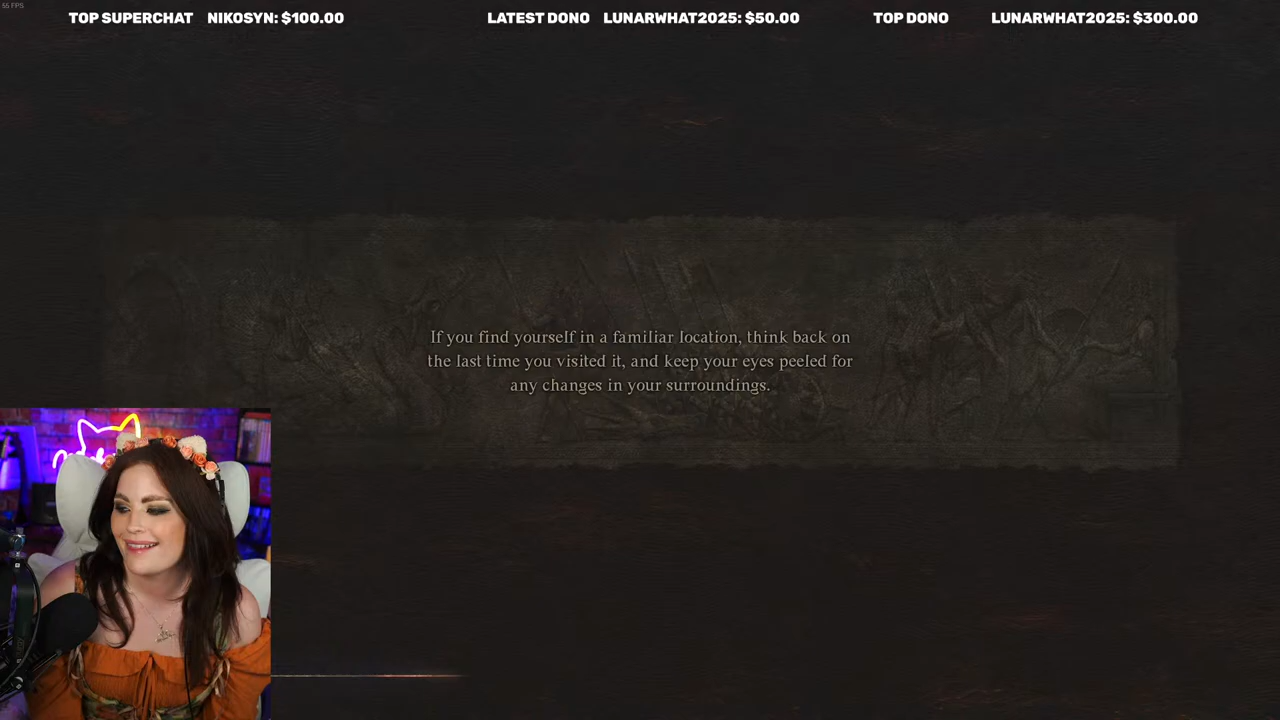 55 FPS
TOP SUPERCHAT NIKOSYN: $100.00 LATEST DONO LUNARWHAT2025: $50.00 TOP DONO LUNARWHAT2025: $300.00
If you find yourself in a familiar location, think back on
the last time you visited it, and keep your eyes peeled for
any changes in your surroundings.